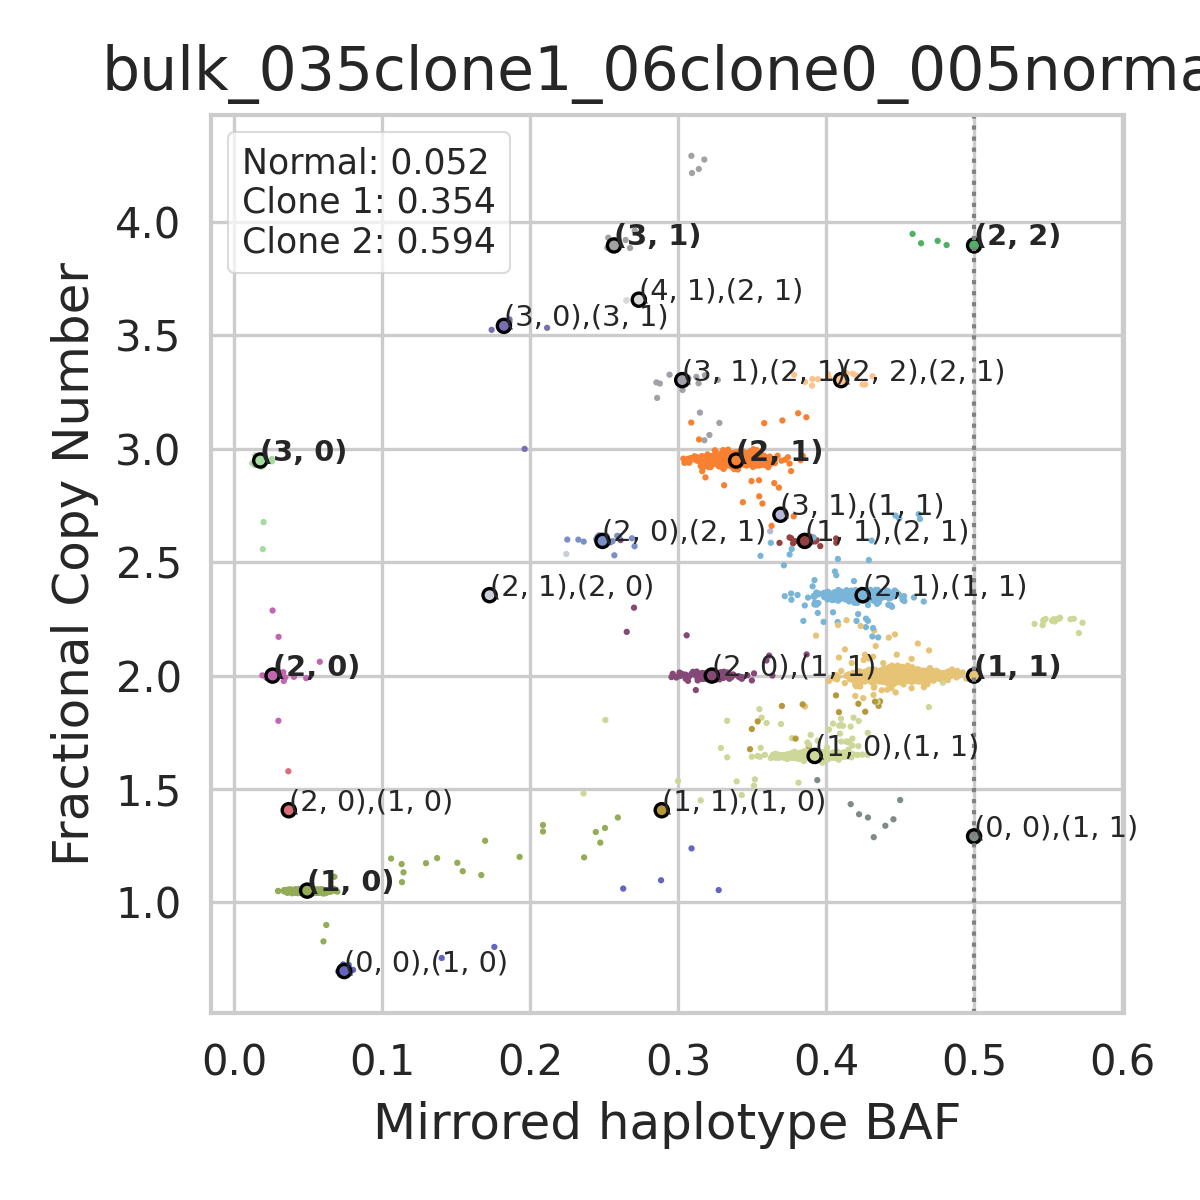 bulk_035clone1_06clone0_005norma
Normal: 0.052
Clone 1: 0.354
Clone 2: 0.594
Fractional Copy Number
4.0
3.5
3.0
2.5
2.0
1.5
1.0
(3, 1)
(2, 2)
(4, 1),(2, 1)
(3, 0),(3, 1)
(3, 1),(2, 1)
(2, 2),(2, 1)
(3, 0)
(2, 1)
(3, 1),(1, 1)
(2, 0),(2, 1)
(1, 1),(2, 1)
(2, 1),(2, 0)
(2, 1),(1, 1)
(2, 0)
(2, 0),(1, 1)
(1, 1)
(1, 0),(1, 1)
(2, 0),(1, 0)
(1, 1),(1, 0)
(0, 0),(1, 1)
(1, 0)
(0, 0),(1, 0)
0.0 0.1 0.2 0.3 0.4 0.5 0.6
Mirrored haplotype BAF